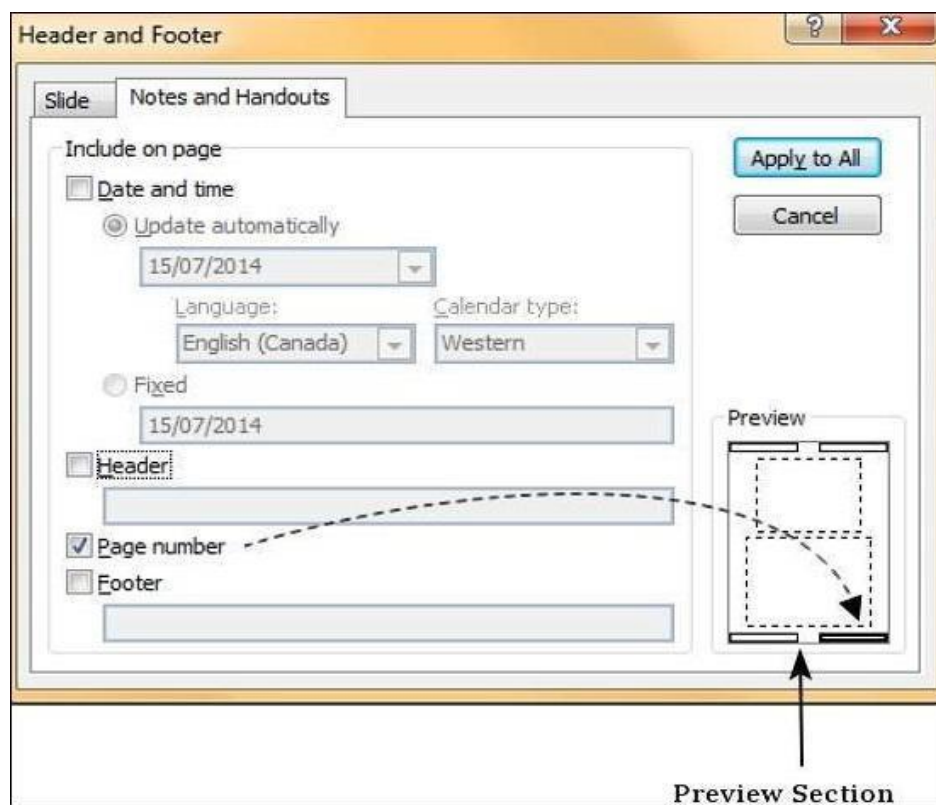 Header and Footer
Slide
Notes and Handouts
Include on page
Date and time
Update automatically
15/07/2014
Language:
Calendar type:
English (Canada)
Western
Fixed
15/07/2014
Header
Page number
Footer
Apply to All
Cancel
Preview
Preview Section